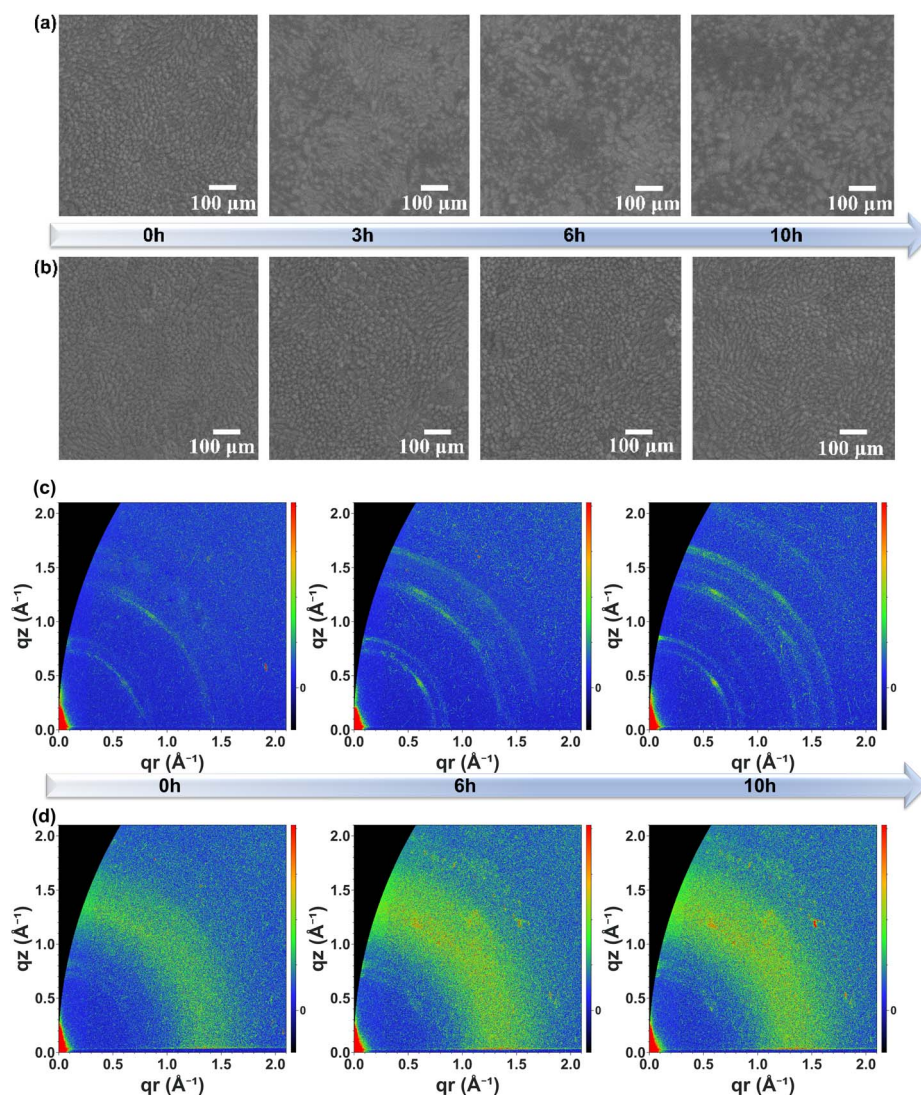 (a)
100 µm 100 µm 100 µm 100 µm
0h 3h 6h 10h
(b)
100 µm 100 µm 100 µm 100 µm
(c)
2.0 2.0 2.0
1.5 1.5 1.5
qz (Å⁻¹) qz (Å⁻¹) qz (Å⁻¹)
1.0 1.0 1.0
0.5 0 0.5 0 0.5 0
0.0 0.0 0.0
0.0 0.5 1.0 1.5 2.0 0.0 0.5 1.0 1.5 2.0 0.0 0.5 1.0 1.5 2.0
qr (Å⁻¹) qr (Å⁻¹) qr (Å⁻¹)
0h 6h 10h
(d)
2.0 2.0 2.0
1.5 1.5 1.5
qz (Å⁻¹) qz (Å⁻¹) qz (Å⁻¹)
1.0 1.0 1.0
0.5 0 0.5 0 0.5 0
0.0 0.0 0.0
0.0 0.5 1.0 1.5 2.0 0.0 0.5 1.0 1.5 2.0 0.0 0.5 1.0 1.5 2.0
qr (Å⁻¹) qr (Å⁻¹) qr (Å⁻¹)